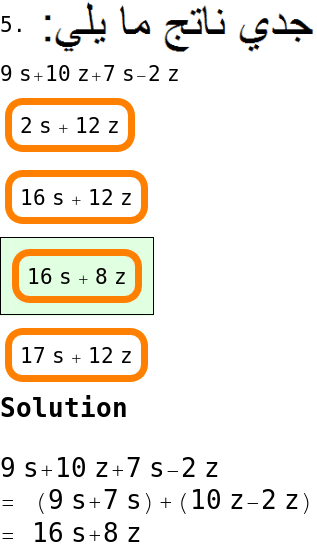 5. جدي ناتج ما يلي:
9 s+10 z+7 s−2 z
2 s + 12 z
16 s + 12 z
16 s + 8 z
17 s + 12 z
Solution
9 s+10 z+7 s−2 z
= (9 s+7 s)+(10 z−2 z)
= 16 s+8 z